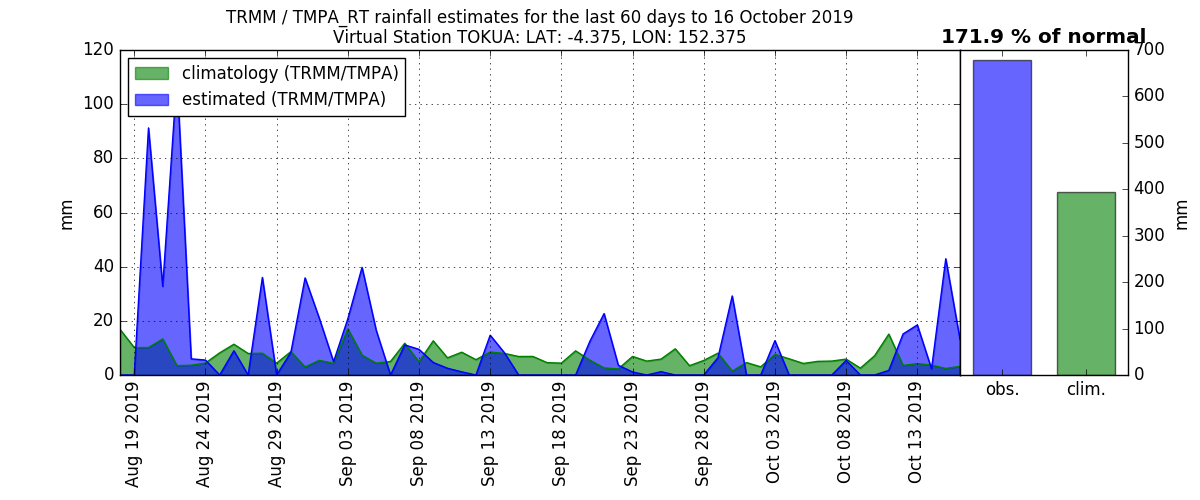 TRMM / TMPA_RT rainfall estimates for the last 60 days to 16 October 2019
Virtual Station TOKUA: LAT: -4.375, LON: 152.375
171.9 % of normal
climatology (TRMM/TMPA)
estimated (TRMM/TMPA)
mm
120
100
80
60
40
20
0
Aug 19 2019
Aug 24 2019
Aug 29 2019
Sep 03 2019
Sep 08 2019
Sep 13 2019
Sep 18 2019
Sep 23 2019
Sep 28 2019
Oct 03 2019
Oct 08 2019
Oct 13 2019
700
600
500
400
300
200
100
0
mm
obs.
clim.